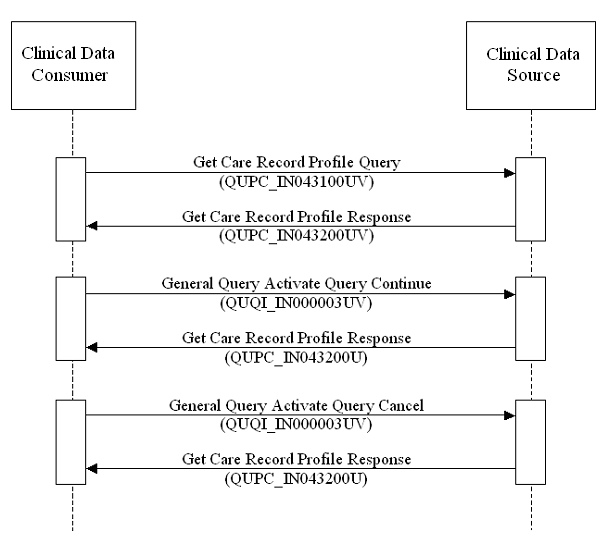 Clinical Data
Consumer
Clinical Data
Source
Get Care Record Profile Query
(QUPC_IN043100UV)
Get Care Record Profile Response
(QUPC_IN043200UV)
General Query Activate Query Continue
(QUQI_IN000003UV)
Get Care Record Profile Response
(QUPC_IN043200U)
General Query Activate Query Cancel
(QUQI_IN000003UV)
Get Care Record Profile Response
(QUPC_IN043200U)